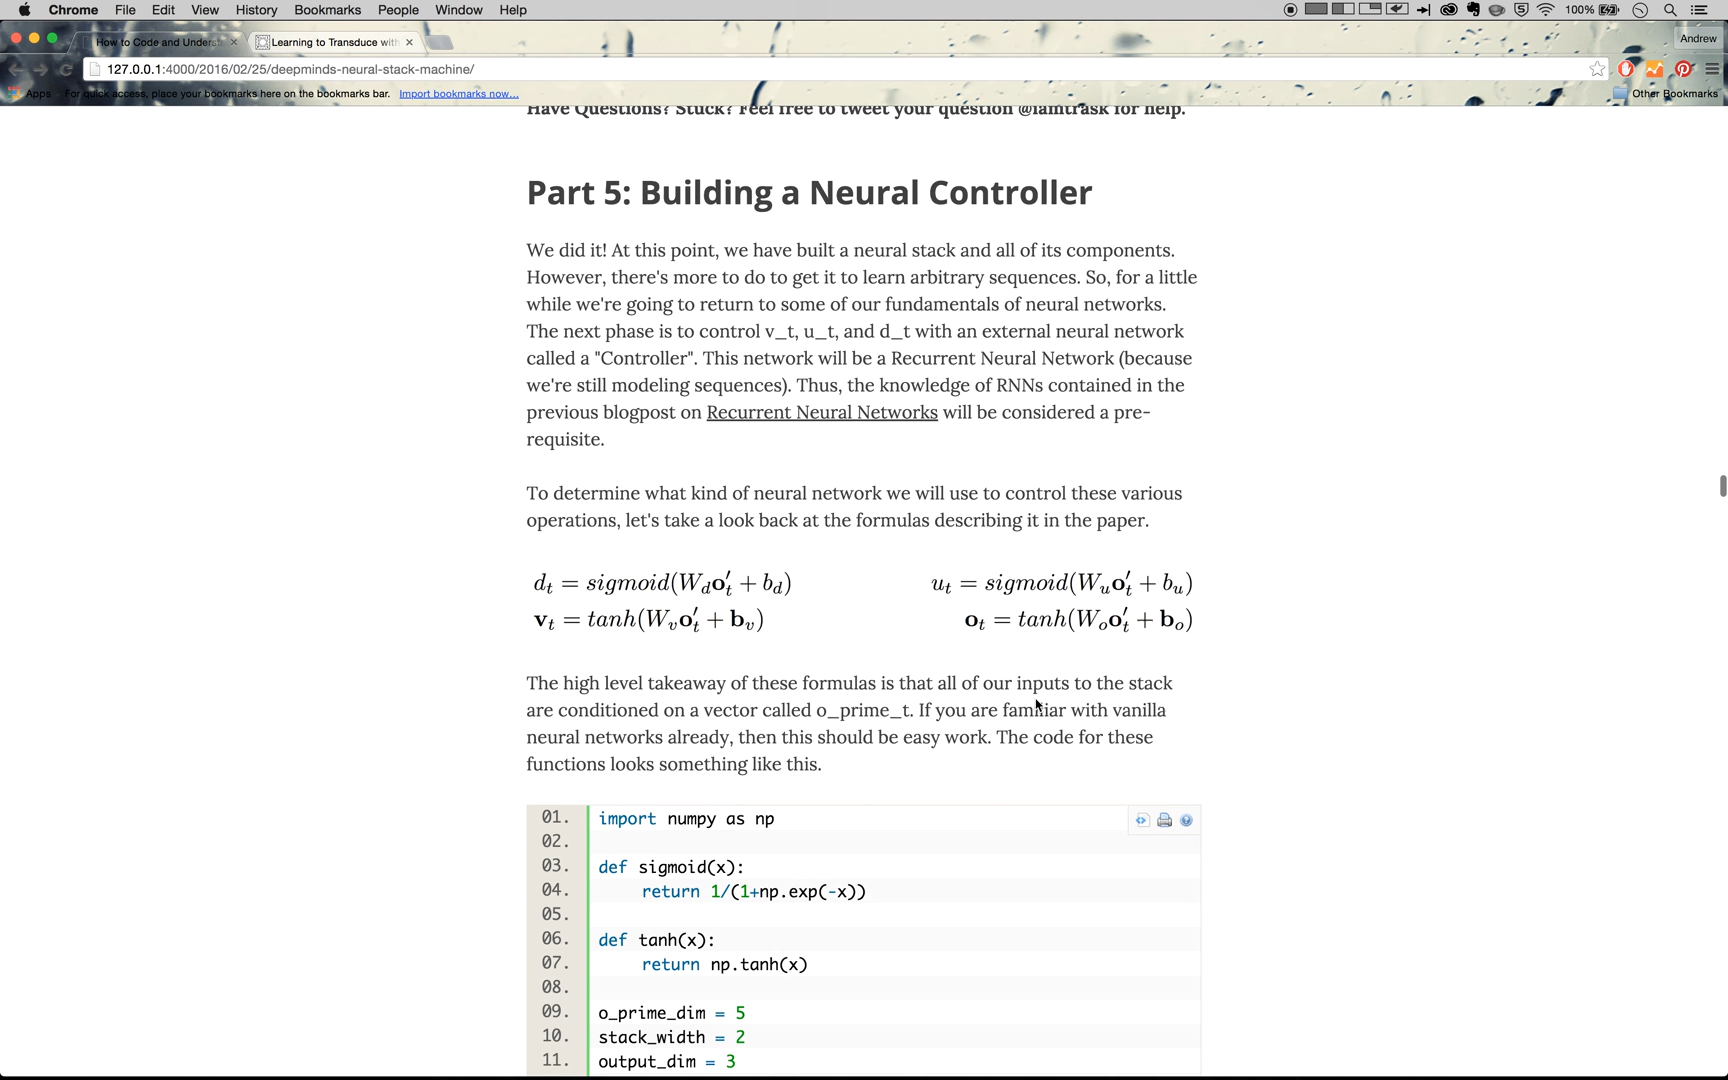 Chrome File Edit View History Bookmarks People Window Help 100%
How to Code and Underst Learning to Transduce with Andrew
127.0.0.1:4000/2016/02/25/deepminds-neural-stack-machine/
Apps For quick access, place your bookmarks here on the bookmarks bar. Import bookmarks now... Other Bookmarks
Have Questions? Stuck? Feel free to tweet your question @iamtrask for help.
Part 5: Building a Neural Controller
We did it! At this point, we have built a neural stack and all of its components.
However, there's more to do to get it to learn arbitrary sequences. So, for a little
while we're going to return to some of our fundamentals of neural networks.
The next phase is to control v_t, u_t, and d_t with an external neural network
called a "Controller". This network will be a Recurrent Neural Network (because
we're still modeling sequences). Thus, the knowledge of RNNs contained in the
previous blogpost on Recurrent Neural Networks will be considered a pre-
requisite.
To determine what kind of neural network we will use to control these various
operations, let's take a look back at the formulas describing it in the paper.
d_t = sigmoid(W_d o'_t + b_d) u_t = sigmoid(W_u o'_t + b_u)
v_t = tanh(W_v o'_t + b_v) o_t = tanh(W_o o'_t + b_o)
The high level takeaway of these formulas is that all of our inputs to the stack
are conditioned on a vector called o_prime_t. If you are familiar with vanilla
neural networks already, then this should be easy work. The code for these
functions looks something like this.
01. import numpy as np
02.
03. def sigmoid(x):
04. return 1/(1+np.exp(-x))
05.
06. def tanh(x):
07. return np.tanh(x)
08.
09. o_prime_dim = 5
10. stack_width = 2
11. output_dim = 3